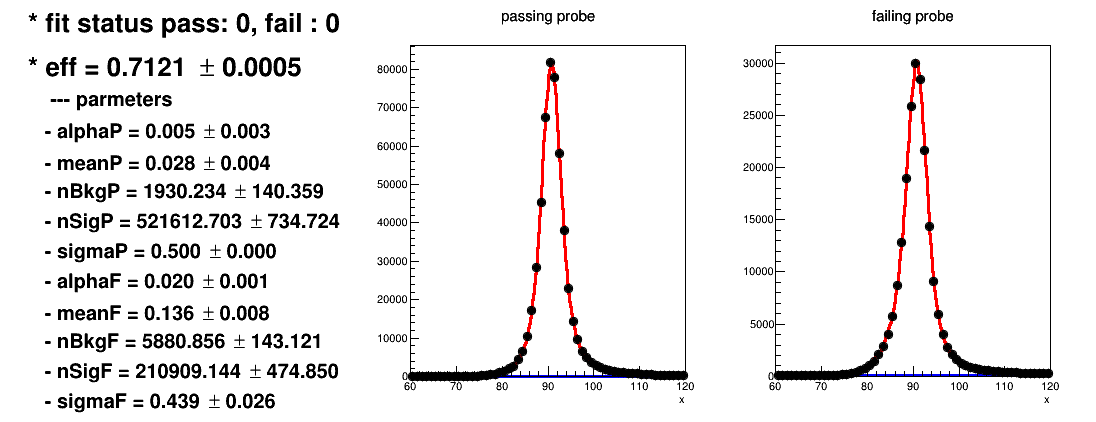 * fit status pass: 0, fail : 0
* eff = 0.7121 ± 0.0005
--- parmeters
- alphaP = 0.005 ± 0.003
- meanP = 0.028 ± 0.004
- nBkgP = 1930.234 ± 140.359
- nSigP = 521612.703 ± 734.724
- sigmaP = 0.500 ± 0.000
- alphaF = 0.020 ± 0.001
- meanF = 0.136 ± 0.008
- nBkgF = 5880.856 ± 143.121
- nSigF = 210909.144 ± 474.850
- sigmaF = 0.439 ± 0.026
passing probe
80000
70000
60000
50000
40000
30000
20000
10000
0
60 70 80 90 100 110 120
x
failing probe
30000
25000
20000
15000
10000
5000
0
60 70 80 90 100 110 120
x